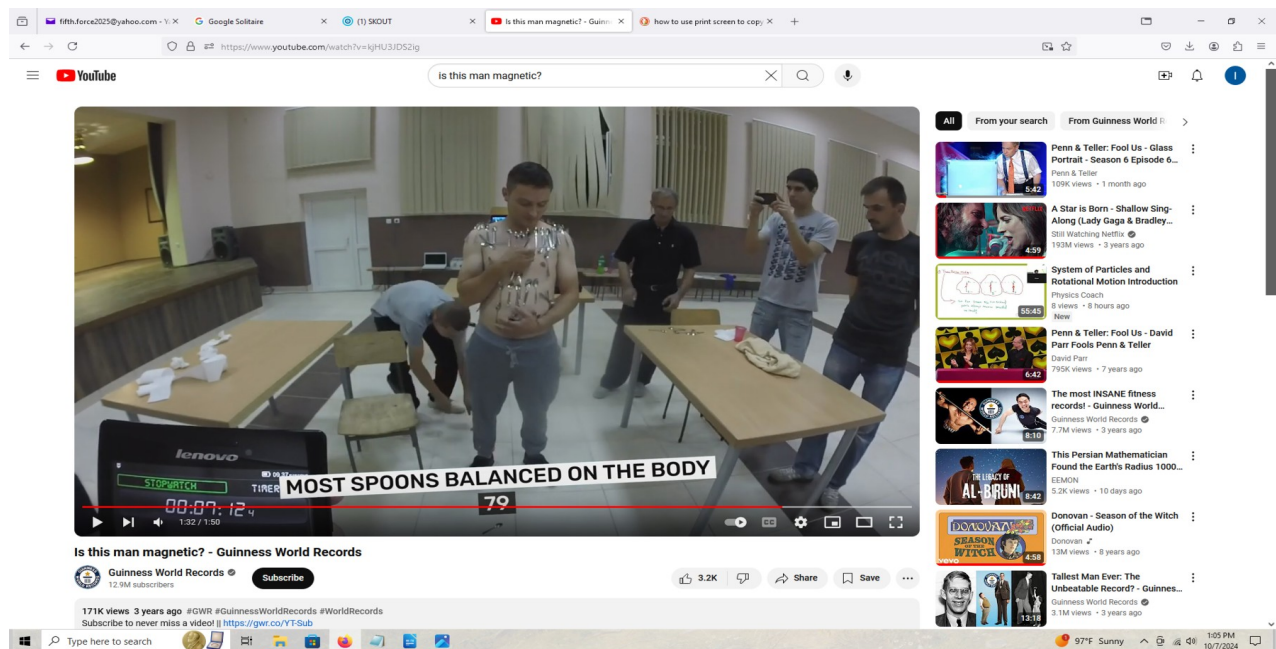 fifth.force2025@yahoo.com - Y
Google Solitaire
(1) SKOUT
Is this man magnetic? - Guinn
how to use print screen to copy
https://www.youtube.com/watch?v=kjHU3JDS2ig
YouTube
is this man magnetic?
I
lenovo
STOPWATCH
TIMER
MOST SPOONS BALANCED ON THE BODY
79
1:32 / 1:50
CC
Is this man magnetic? - Guinness World Records
Guinness World Records
12.9M subscribers
Subscribe
3.2K
Share
Save
171K views 3 years ago #GWR #GuinnessWorldRecords #WorldRecords
Subscribe to never miss a video! || https://gwr.co/YT-Sub
All
From your search
From Guinness World R
Penn & Teller: Fool Us - Glass
Portrait - Season 6 Episode 6...
Penn & Teller
109K views • 1 month ago
5:42
A Star is Born - Shallow Sing-
Along (Lady Gaga & Bradley...
Still Watching Netflix
193M views • 3 years ago
4:59
System of Particles and
Rotational Motion Introduction
Physics Coach
8 views • 8 hours ago
New
55:45
Penn & Teller: Fool Us - David
Parr Fools Penn & Teller
David Parr
795K views • 7 years ago
6:42
The most INSANE fitness
records! - Guinness World...
Guinness World Records
7.7M views • 3 years ago
8:10
This Persian Mathematician
Found the Earth's Radius 1000...
EEMON
5.2K views • 10 days ago
THE LEGACY OF
AL-BIRUNI
8:42
Donovan - Season of the Witch
(Official Audio)
Donovan
13M views • 8 years ago
DONOVAN
SEASON
OF THE
WITCH
vevo
4:58
Tallest Man Ever: The
Unbeatable Record? - Guinnes...
Guinness World Records
3.1M views • 3 years ago
13:18
Type here to search
97°F Sunny
1:05 PM
10/7/2024